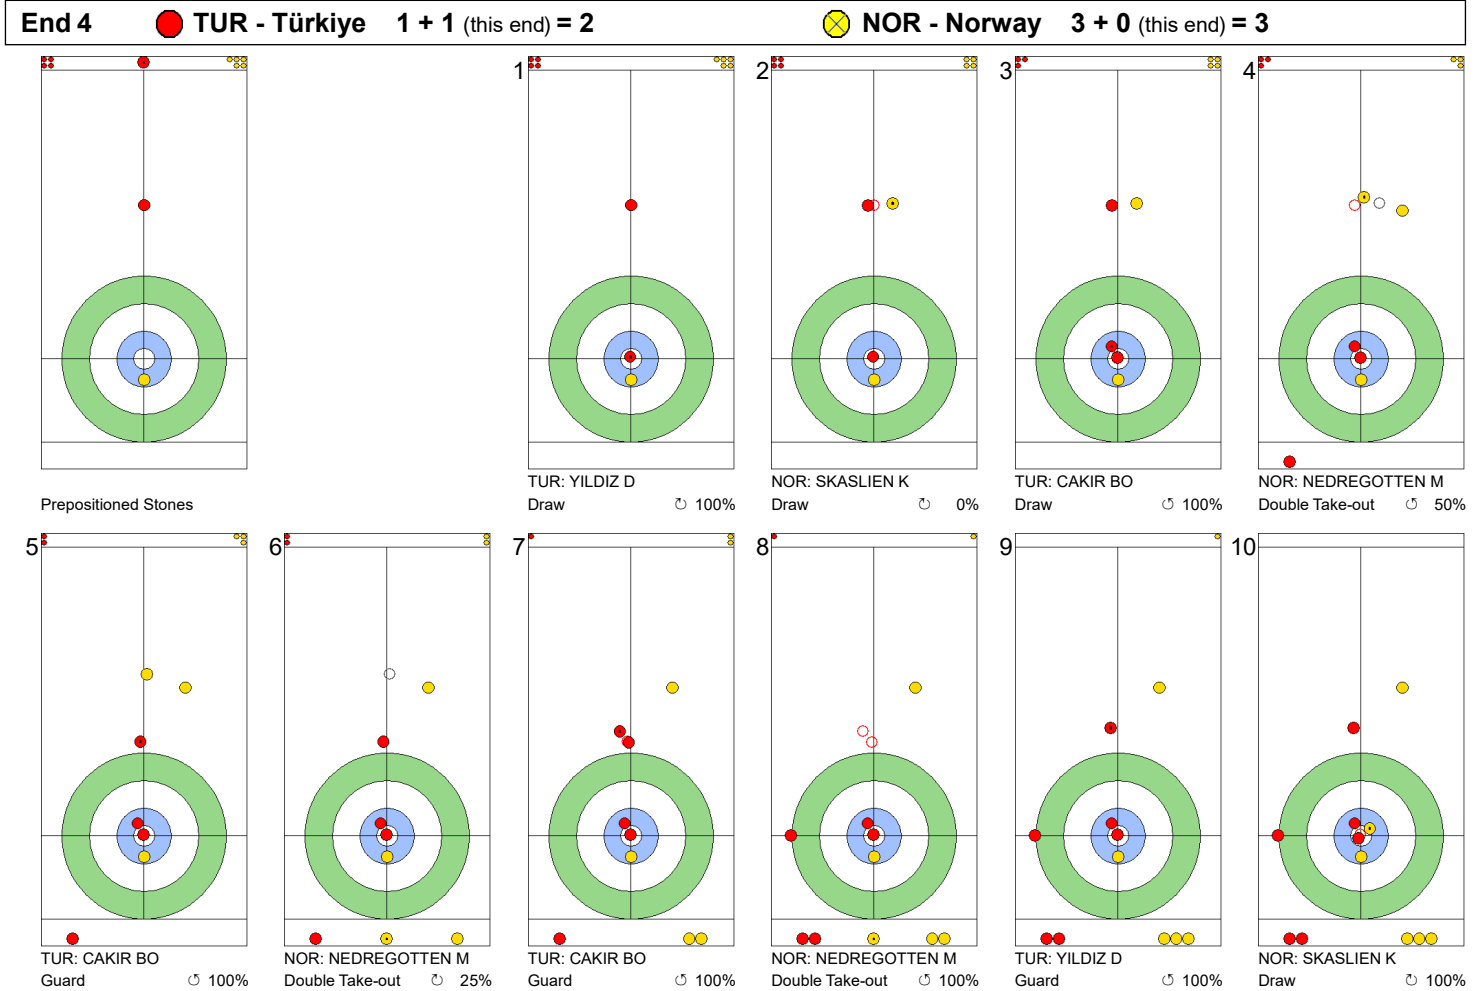 End 4 TUR - Türkiye 1 + 1 (this end) = 2 NOR - Norway 3 + 0 (this end) = 3
Prepositioned Stones
1
TUR: YILDIZ D
Draw ↻ 100%
2
NOR: SKASLIEN K
Draw ↻ 0%
3
TUR: CAKIR BO
Draw ↻ 100%
4
NOR: NEDREGOTTEN M
Double Take-out ↺ 50%
5
TUR: CAKIR BO
Guard ↺ 100%
6
NOR: NEDREGOTTEN M
Double Take-out ↻ 25%
7
TUR: CAKIR BO
Guard ↺ 100%
8
NOR: NEDREGOTTEN M
Double Take-out ↺ 100%
9
TUR: YILDIZ D
Guard ↺ 100%
10
NOR: SKASLIEN K
Draw ↺ 100%